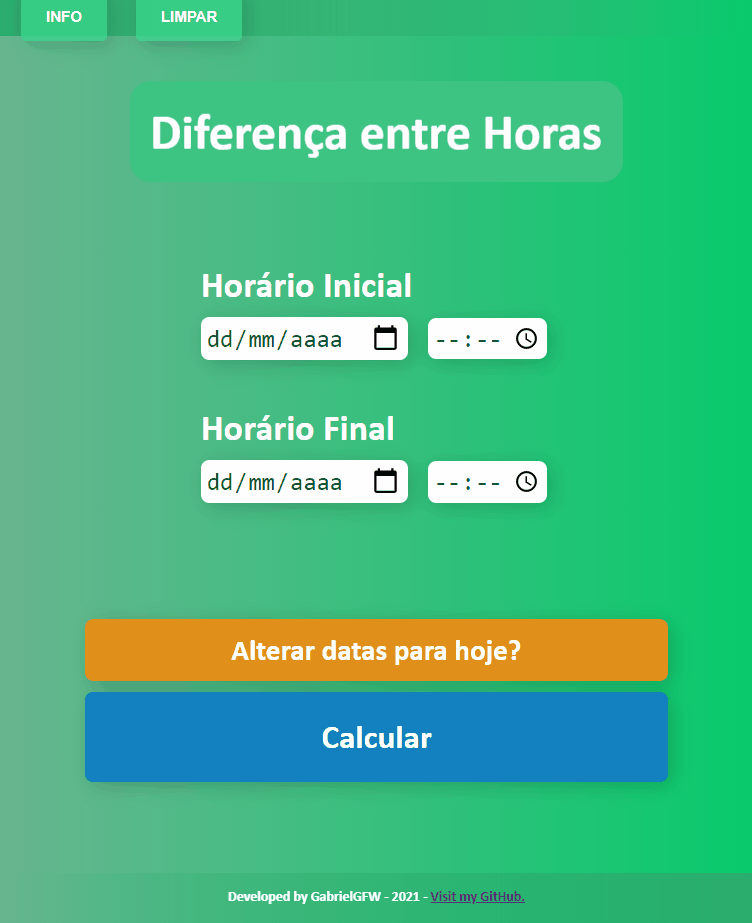 INFO LIMPAR
Diferença entre Horas
Horário Inicial
dd/mm/aaaa --:--
Horário Final
dd/mm/aaaa --:--
Alterar datas para hoje?
Calcular
Developed by GabrielGFW - 2021 - Visit my GitHub.